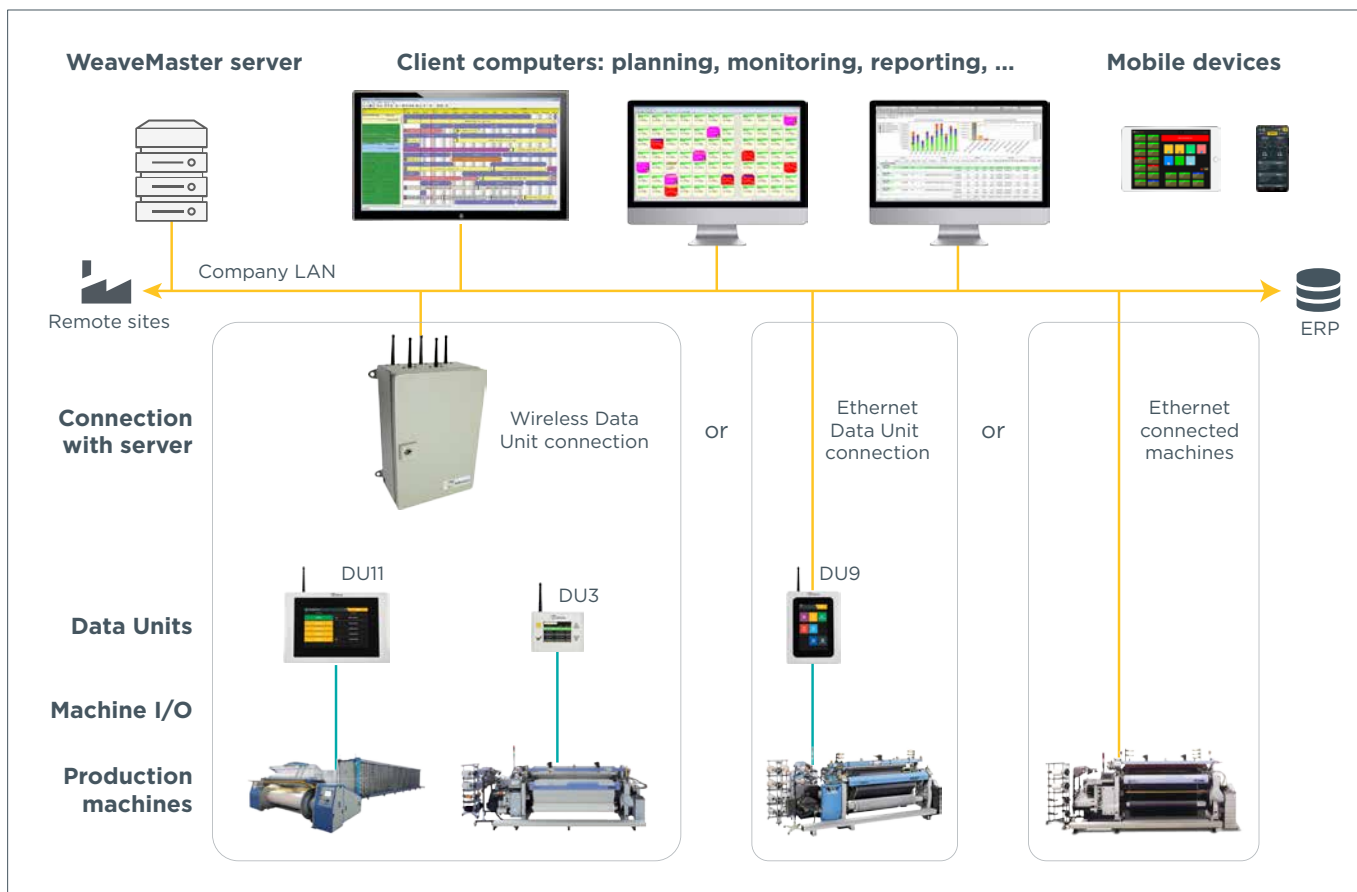 WeaveMaster server
Client computers: planning, monitoring, reporting, ...
Mobile devices
Company LAN
Remote sites
ERP
Connection
with server
Wireless Data
Unit connection
or
Ethernet
Data Unit
connection
or
Ethernet
connected
machines
DU11
DU3
DU9
Data Units
Machine I/O
Production
machines